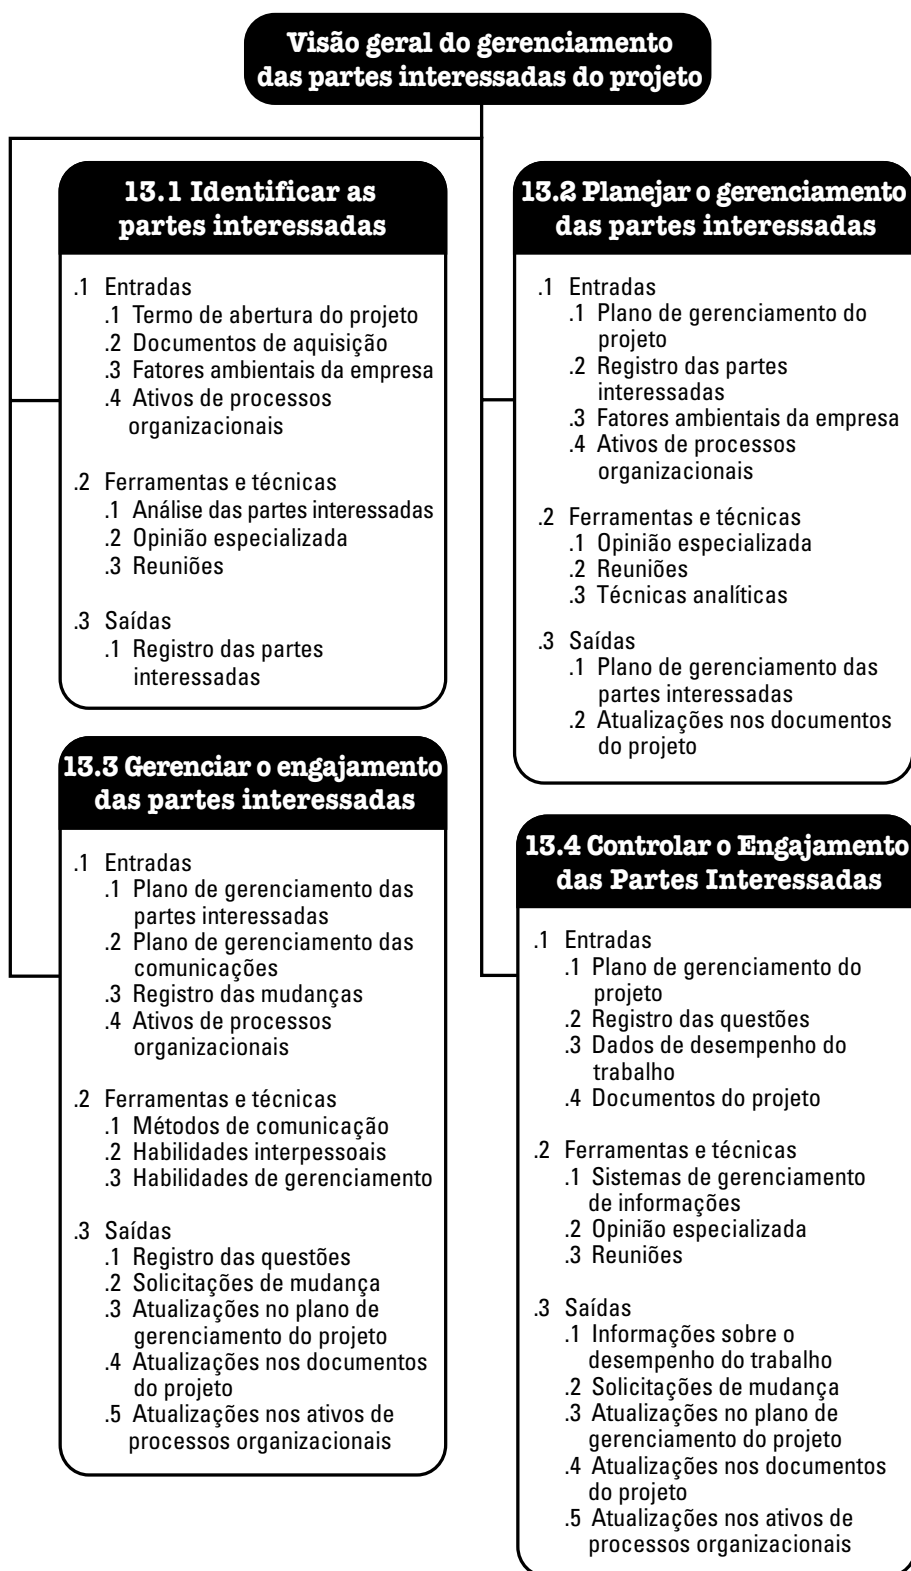 Visão geral do gerenciamento
das partes interessadas do projeto
13.1 Identificar as
partes interessadas
.1 Entradas
.1 Termo de abertura do projeto
.2 Documentos de aquisição
.3 Fatores ambientais da empresa
.4 Ativos de processos
organizacionais
.2 Ferramentas e técnicas
.1 Análise das partes interessadas
.2 Opinião especializada
.3 Reuniões
.3 Saídas
.1 Registro das partes
interessadas
13.2 Planejar o gerenciamento
das partes interessadas
.1 Entradas
.1 Plano de gerenciamento do
projeto
.2 Registro das partes
interessadas
.3 Fatores ambientais da empresa
.4 Ativos de processos
organizacionais
.2 Ferramentas e técnicas
.1 Opinião especializada
.2 Reuniões
.3 Técnicas analíticas
.3 Saídas
.1 Plano de gerenciamento das
partes interessadas
.2 Atualizações nos documentos
do projeto
13.3 Gerenciar o engajamento
das partes interessadas
.1 Entradas
.1 Plano de gerenciamento das
partes interessadas
.2 Plano de gerenciamento das
comunicações
.3 Registro das mudanças
.4 Ativos de processos
organizacionais
.2 Ferramentas e técnicas
.1 Métodos de comunicação
.2 Habilidades interpessoais
.3 Habilidades de gerenciamento
.3 Saídas
.1 Registro das questões
.2 Solicitações de mudança
.3 Atualizações no plano de
gerenciamento do projeto
.4 Atualizações nos documentos
do projeto
.5 Atualizações nos ativos de
processos organizacionais
13.4 Controlar o Engajamento
das Partes Interessadas
.1 Entradas
.1 Plano de gerenciamento do
projeto
.2 Registro das questões
.3 Dados de desempenho do
trabalho
.4 Documentos do projeto
.2 Ferramentas e técnicas
.1 Sistemas de gerenciamento
de informações
.2 Opinião especializada
.3 Reuniões
.3 Saídas
.1 Informações sobre o
desempenho do trabalho
.2 Solicitações de mudança
.3 Atualizações no plano de
gerenciamento do projeto
.4 Atualizações nos documentos
do projeto
.5 Atualizações nos ativos de
processos organizacionais